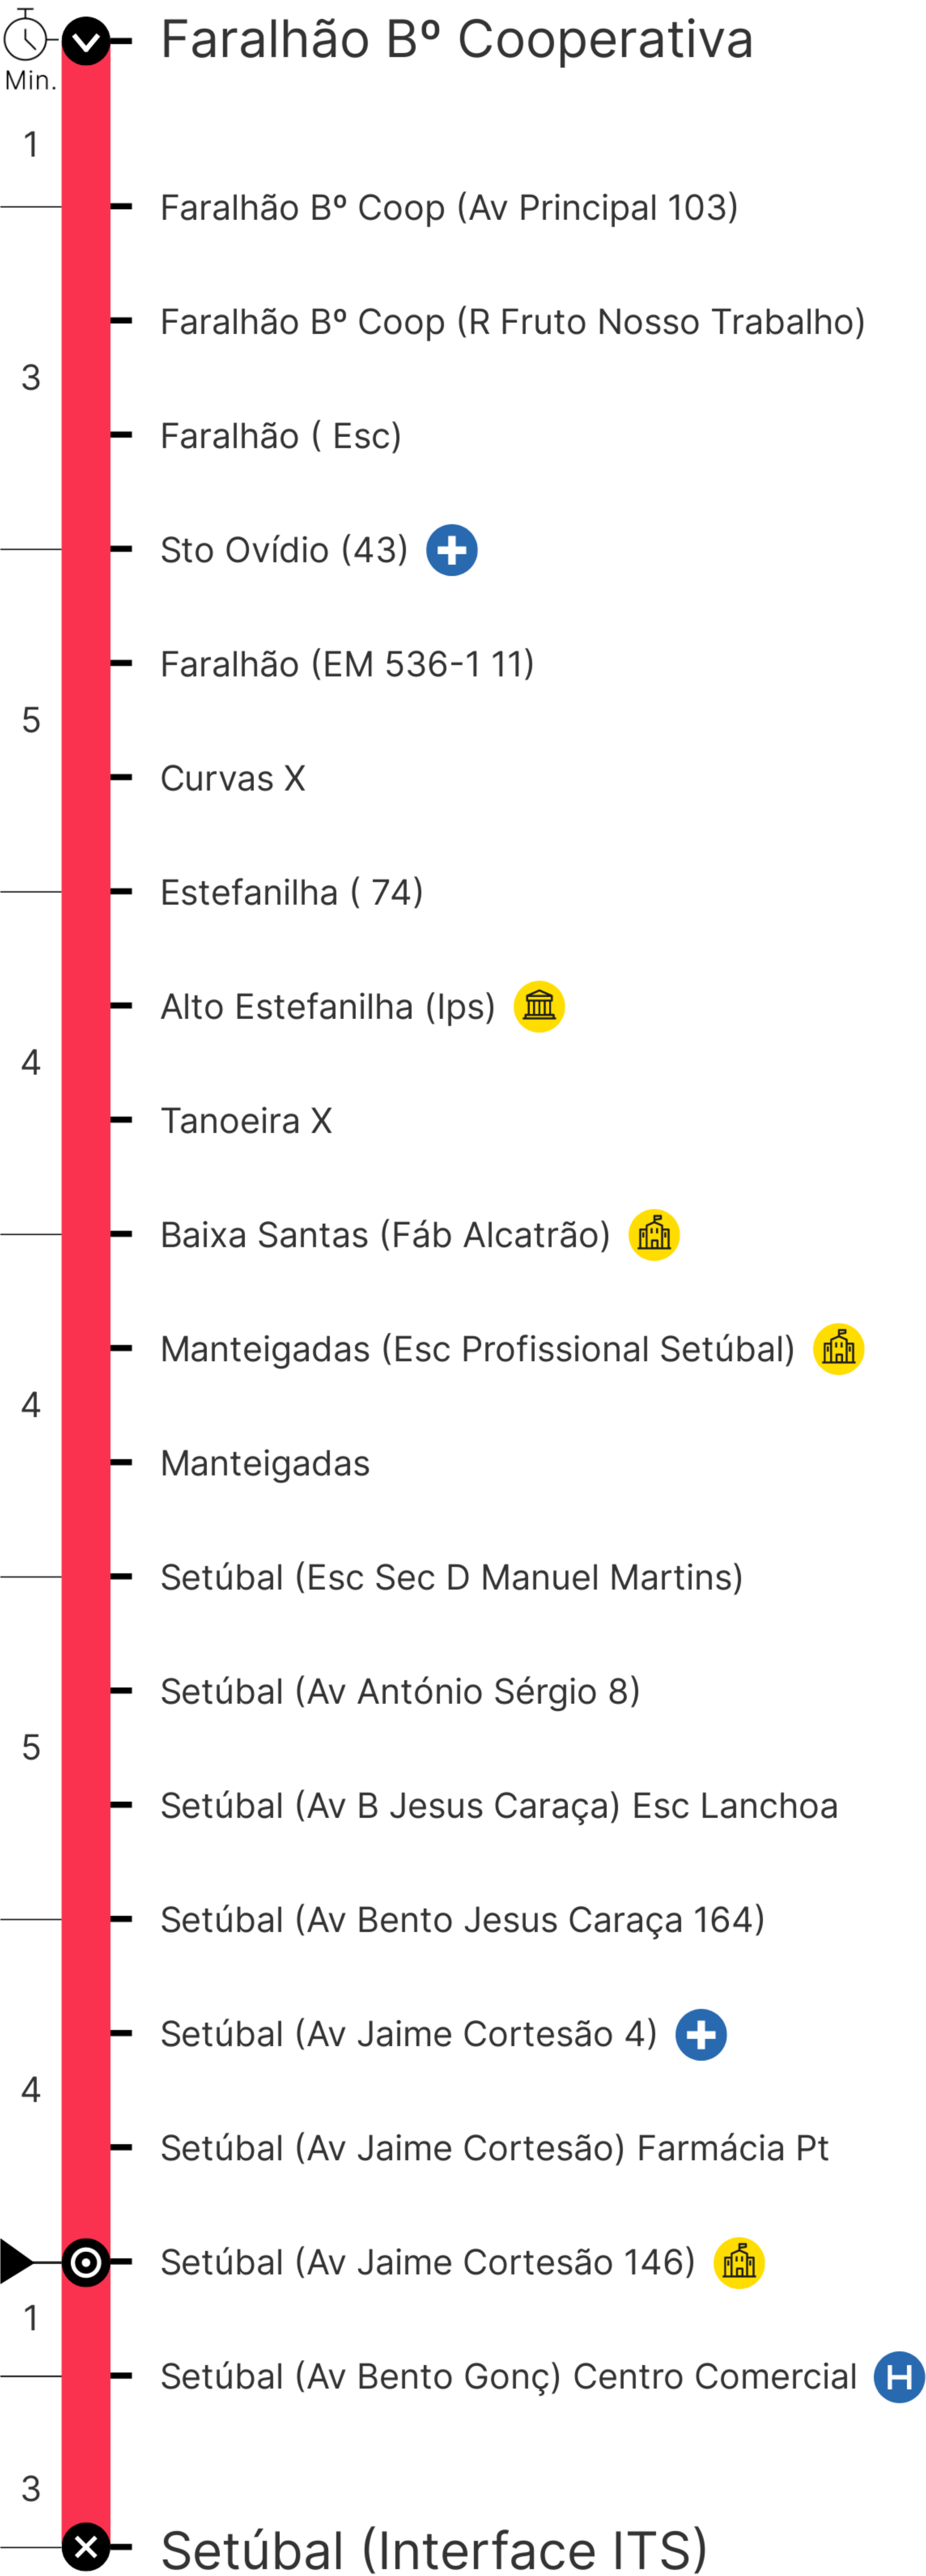 Faralhão Bº Cooperativa
Min.
1
Faralhão Bº Coop (Av Principal 103)
Faralhão Bº Coop (R Fruto Nosso Trabalho)
3
Faralhão ( Esc)
Sto Ovídio (43)
Faralhão (EM 536-1 11)
5
Curvas X
Estefanilha ( 74)
Alto Estefanilha (Ips)
4
Tanoeira X
Baixa Santas (Fáb Alcatrão)
Manteigadas (Esc Profissional Setúbal)
4
Manteigadas
Setúbal (Esc Sec D Manuel Martins)
Setúbal (Av António Sérgio 8)
5
Setúbal (Av B Jesus Caraça) Esc Lanchoa
Setúbal (Av Bento Jesus Caraça 164)
Setúbal (Av Jaime Cortesão 4)
4
Setúbal (Av Jaime Cortesão) Farmácia Pt
Setúbal (Av Jaime Cortesão 146)
1
Setúbal (Av Bento Gonç) Centro Comercial H
3
Setúbal (Interface ITS)